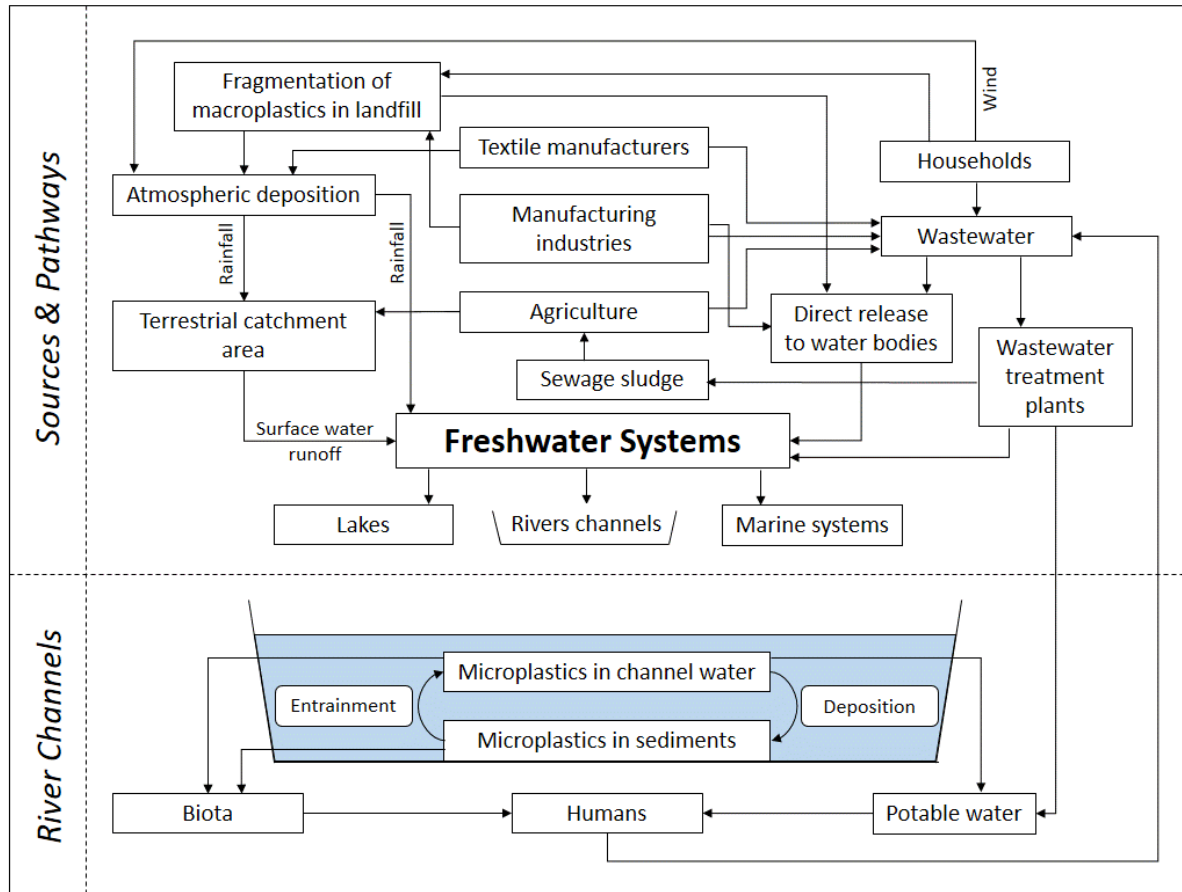 Sources & Pathways
Fragmentation of
macroplastics in landfill
Wind
Textile manufacturers
Households
Atmospheric deposition
Manufacturing
industries
Wastewater
Rainfall
Rainfall
Terrestrial catchment
area
Agriculture
Direct release
to water bodies
Sewage sludge
Wastewater
treatment
plants
Surface water
runoff
Freshwater Systems
Lakes
Rivers channels
Marine systems
River Channels
Microplastics in channel water
Entrainment
Deposition
Microplastics in sediments
Biota
Humans
Potable water